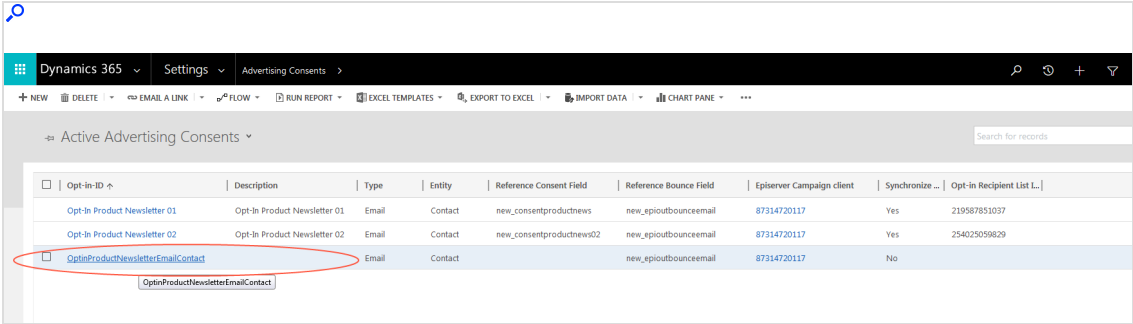 Dynamics 365 Settings Advertising Consents >
+ NEW DELETE EMAIL A LINK FLOW RUN REPORT EXCEL TEMPLATES EXPORT TO EXCEL IMPORT DATA CHART PANE ...
Active Advertising Consents
Search for records
Opt-in-ID ↑ Description Type Entity Reference Consent Field Reference Bounce Field Episerver Campaign client Synchronize ... Opt-in Recipient List I...
Opt-In Product Newsletter 01 Opt-In Product Newsletter 01 Email Contact new_consentproductnews new_epioutbounceemail 87314720117 Yes 219587851037
Opt-In Product Newsletter 02 Opt-In Product Newsletter 02 Email Contact new_consentproductnews02 new_epioutbounceemail 87314720117 Yes 254025059829
OptinProductNewsletterEmailContact Email Contact new_epioutbounceemail 87314720117 No
OptinProductNewsletterEmailContact